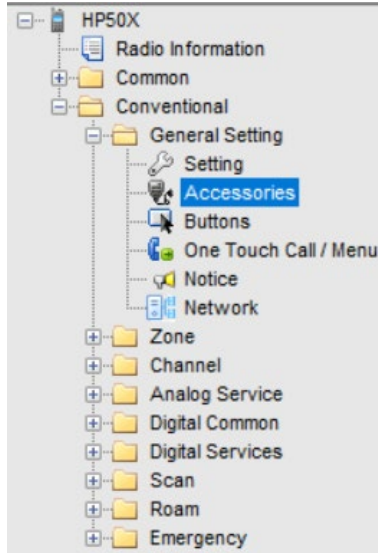 HP50X
Radio Information
Common
Conventional
General Setting
Setting
Accessories
Buttons
One Touch Call / Menu
Notice
Network
Zone
Channel
Analog Service
Digital Common
Digital Services
Scan
Roam
Emergency